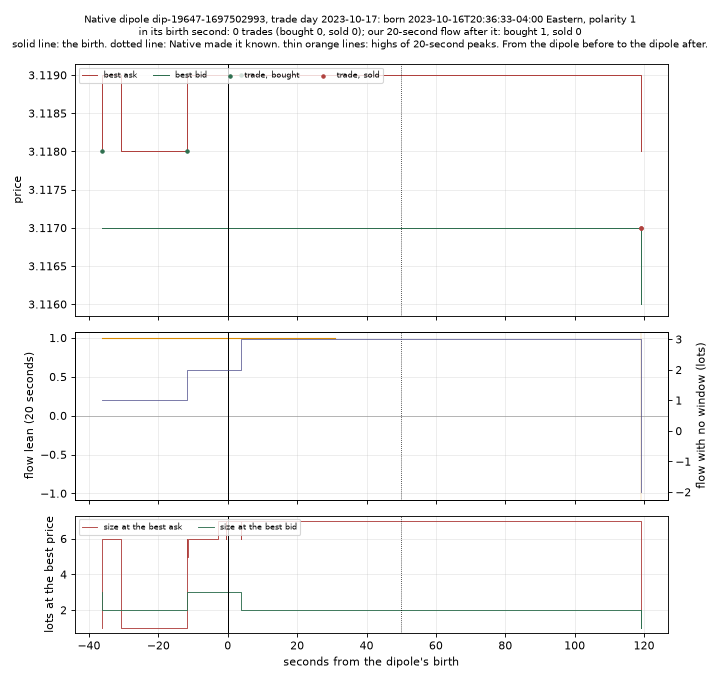 Native dipole dip-19647-1697502993, trade day 2023-10-17: born 2023-10-16T20:36:33-04:00 Eastern, polarity 1
in its birth second: 0 trades (bought 0, sold 0); our 20-second flow after it: bought 1, sold 0
solid line: the birth. dotted line: Native made it known. thin orange lines: highs of 20-second peaks. From the dipole before to the dipole after.
best ask best bid trade, bought trade, sold
3.1190
3.1185
3.1180
3.1175
3.1170
3.1165
3.1160
price
1.0
0.5
0.0
−0.5
−1.0
flow lean (20 seconds)
3
2
1
0
−1
−2
flow with no window (lots)
size at the best ask size at the best bid
6
4
2
lots at the best price
−40 −20 0 20 40 60 80 100 120
seconds from the dipole's birth